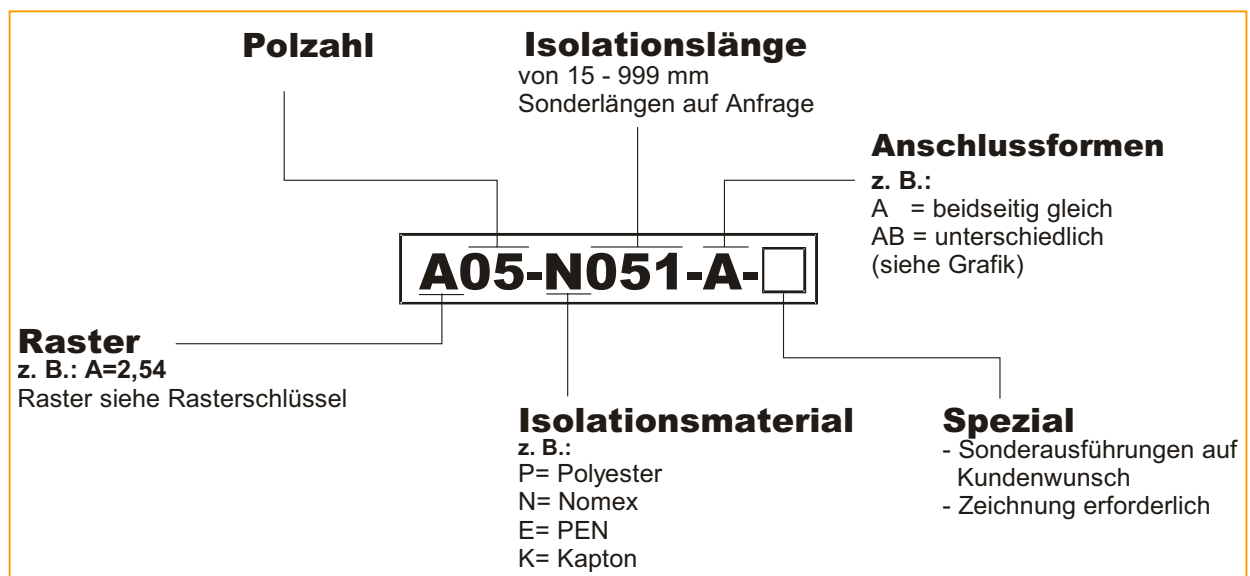 Polzahl
Isolationslänge
von 15 - 999 mm
Sonderlängen auf Anfrage
Anschlussformen
z. B.:
A = beidseitig gleich
AB = unterschiedlich
(siehe Grafik)
A05-N051-A-
Raster
z. B.: A=2,54
Raster siehe Rasterschlüssel
Isolationsmaterial
z. B.:
P= Polyester
N= Nomex
E= PEN
K= Kapton
Spezial
- Sonderausführungen auf
Kundenwunsch
- Zeichnung erforderlich